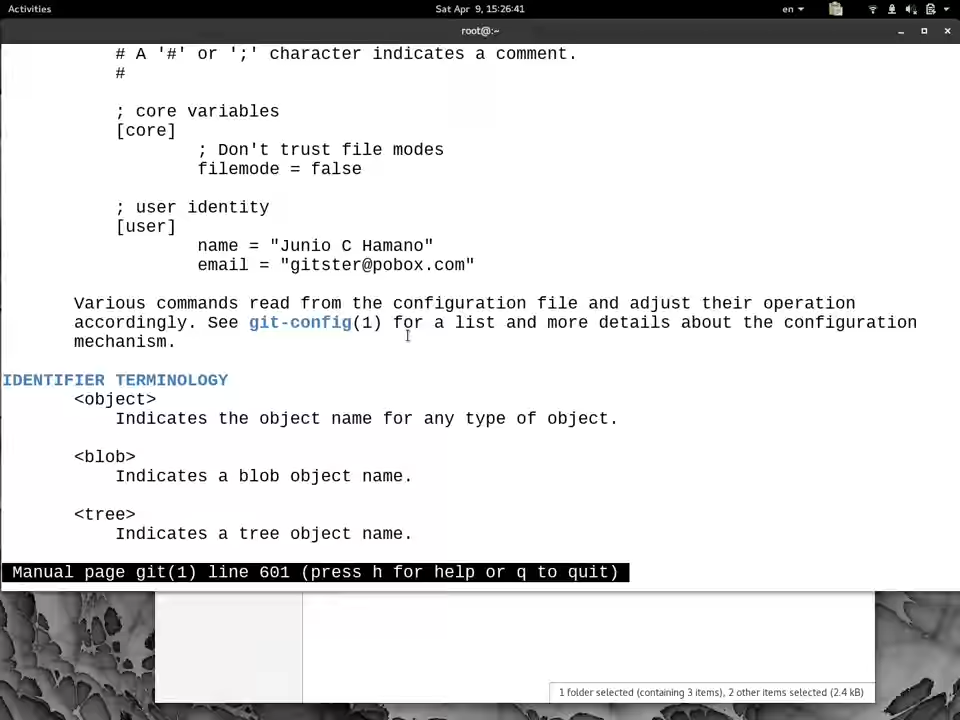 Activities
Sat Apr 9, 15:26:41
en
root@:~
# A '#' or ';' character indicates a comment.
#
; core variables
[core]
; Don't trust file modes
filemode = false
; user identity
[user]
name = "Junio C Hamano"
email = "gitster@pobox.com"
Various commands read from the configuration file and adjust their operation
accordingly. See git-config(1) for a list and more details about the configuration
mechanism.
IDENTIFIER TERMINOLOGY
<object>
Indicates the object name for any type of object.
<blob>
Indicates a blob object name.
<tree>
Indicates a tree object name.
Manual page git(1) line 601 (press h for help or q to quit)
1 folder selected (containing 3 items), 2 other items selected (2.4 kB)